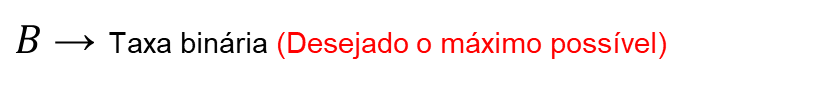 B → Taxa binária (Desejado o máximo possível)